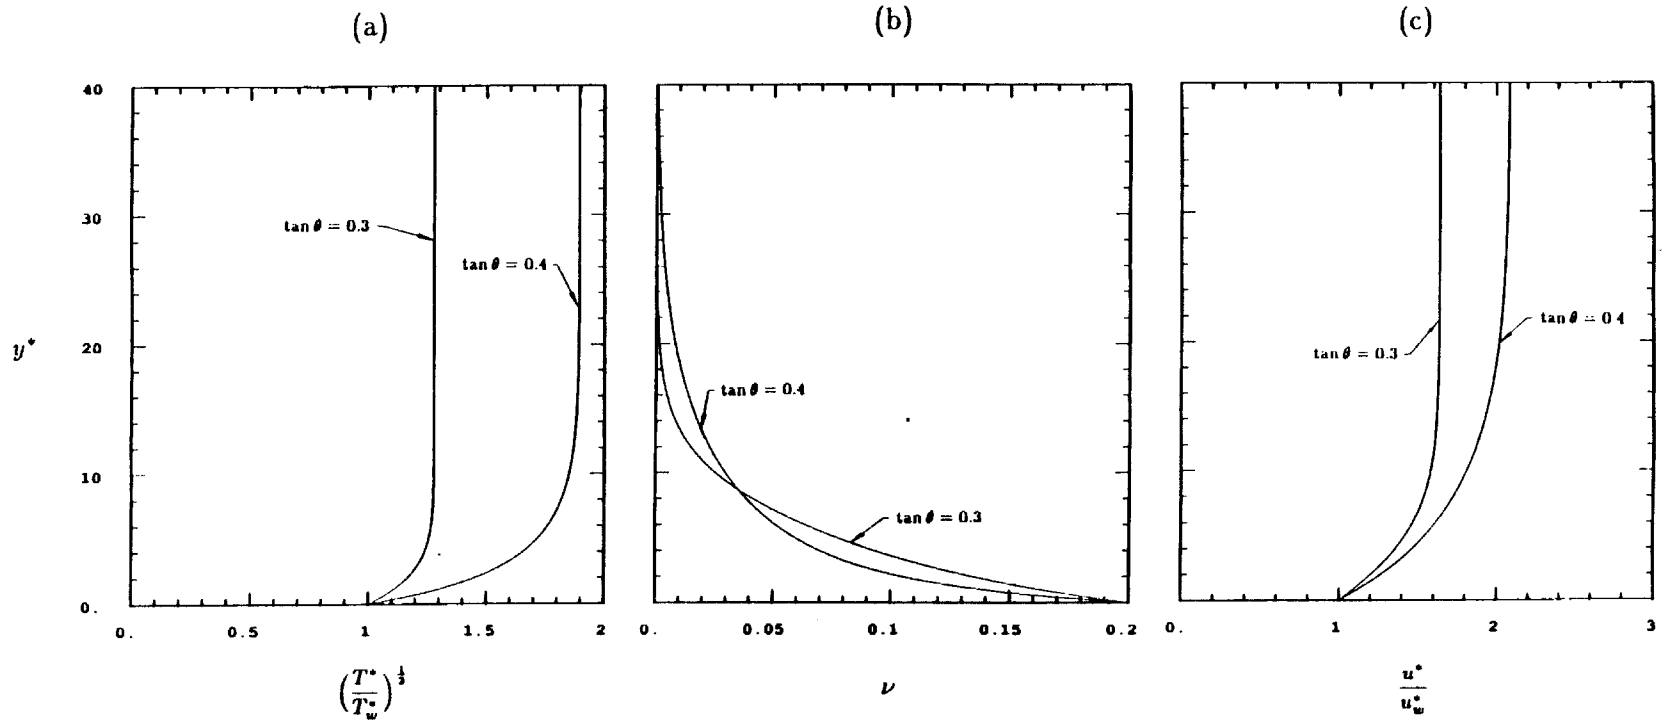 (a) (b) (c)
40
30
20
10
0.
y*
tan θ = 0.3
tan θ = 0.4
tan θ = 0.4
tan θ = 0.3
tan θ = 0.4
tan θ = 0.3
0. 0.5 1 1.5 2
0. 0.05 0.1 0.15 0.2
0. 1 2 3
(T*/T*w)^½
ν
u*/u*w